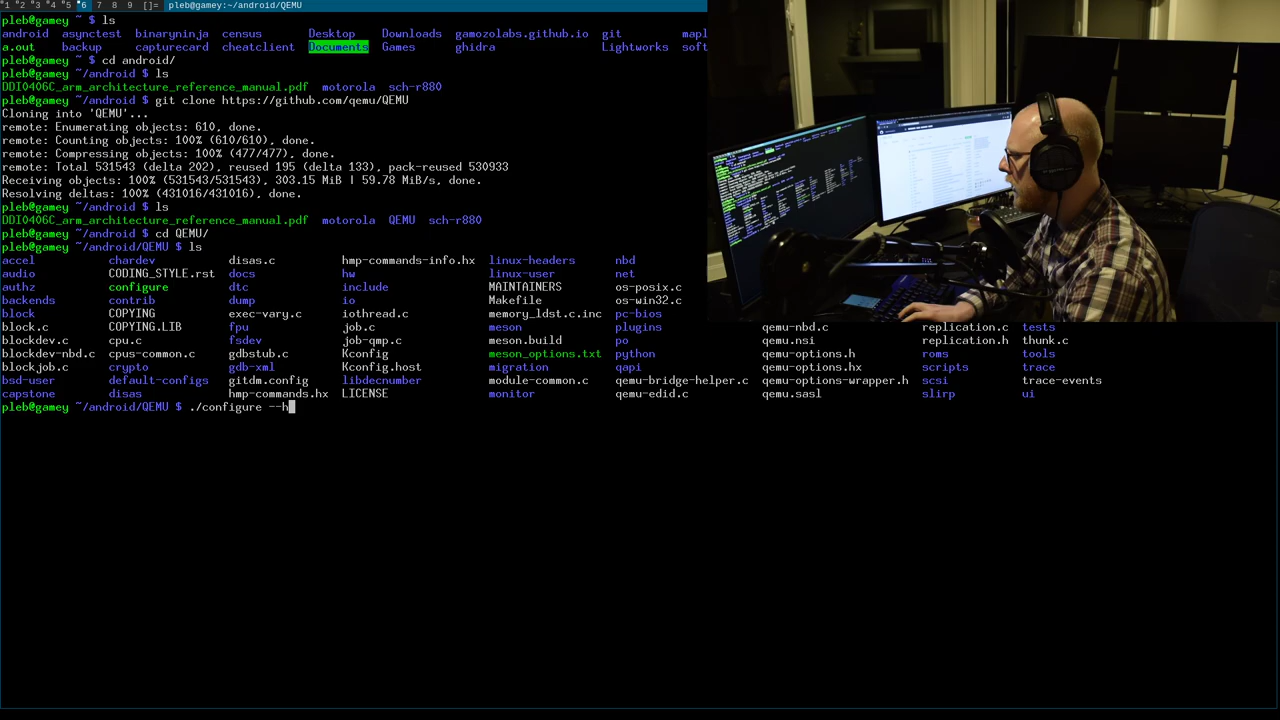 1 2 3 4 5 6 7 8 9 []= pleb@gamey:~/android/QEMU
pleb@gamey ~ $ ls
android asynctest binaryninja census Desktop Downloads gamozolabs.github.io git mapl
a.out backup capturecard cheatclient Documents Games ghidra Lightworks soft
pleb@gamey ~ $ cd android/
pleb@gamey ~/android $ ls
DDI0406C_arm_architecture_reference_manual.pdf motorola sch-r880
pleb@gamey ~/android $ git clone https://github.com/qemu/QEMU
Cloning into 'QEMU'...
remote: Enumerating objects: 610, done.
remote: Counting objects: 100% (610/610), done.
remote: Compressing objects: 100% (477/477), done.
remote: Total 531543 (delta 202), reused 195 (delta 133), pack-reused 530933
Receiving objects: 100% (531543/531543), 303.15 MiB | 59.78 MiB/s, done.
Resolving deltas: 100% (431016/431016), done.
pleb@gamey ~/android $ ls
DDI0406C_arm_architecture_reference_manual.pdf motorola QEMU sch-r880
pleb@gamey ~/android $ cd QEMU/
pleb@gamey ~/android/QEMU $ ls
accel chardev disas.c hmp-commands-info.hx linux-headers nbd
audio CODING_STYLE.rst docs hw linux-user net
authz configure dtc include MAINTAINERS os-posix.c
backends contrib dump io Makefile os-win32.c
block COPYING exec-vary.c iothread.c memory_ldst.c.inc pc-bios
block.c COPYING.LIB fpu job.c meson plugins qemu-nbd.c replication.c tests
blockdev.c cpu.c fsdev job-qmp.c meson.build po qemu.nsi replication.h thunk.c
blockdev-nbd.c cpus-common.c gdbstub.c Kconfig meson_options.txt python qemu-options.h roms tools
blockjob.c crypto gdb-xml Kconfig.host migration qapi qemu-options.hx scripts trace
bsd-user default-configs gitdm.config libdecnumber module-common.c qemu-bridge-helper.c qemu-options-wrapper.h scsi trace-events
capstone disas hmp-commands.hx LICENSE monitor qemu-edid.c qemu.sasl slirp ui
pleb@gamey ~/android/QEMU $ ./configure --h